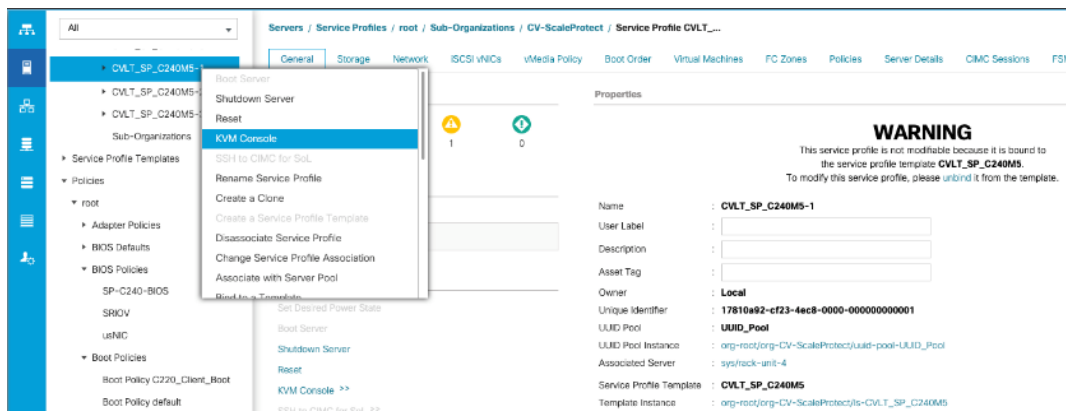 All
Servers / Service Profiles / root / Sub-Organizations / CV-ScaleProtect / Service Profile CVLT_...
CVLT_SP_C240M5-1
CVLT_SP_C240M5-
CVLT_SP_C240M5-
Sub-Organizations
Service Profile Templates
Policies
root
Adapter Policies
BIOS Defaults
BIOS Policies
SP-C240-BIOS
SRIOV
usNIC
Boot Policies
Boot Policy C220_Client_Boot
Boot Policy default
Boot Server
Shutdown Server
Reset
KVM Console
SSH to CIMC for SoL
Rename Service Profile
Create a Clone
Create a Service Profile Template
Disassociate Service Profile
Change Service Profile Association
Associate with Server Pool
Bind to a Template
General Storage Network iSCSI vNICs vMedia Policy Boot Order Virtual Machines FC Zones Policies Server Details CIMC Sessions FSM
1 0
Set Desired Power State
Boot Server
Shutdown Server
Reset
KVM Console >>
SSH to CIMC for SoL >>
Properties
WARNING
This service profile is not modifiable because it is bound to
the service profile template CVLT_SP_C240M5.
To modify this service profile, please unbind it from the template.
Name : CVLT_SP_C240M5-1
User Label :
Description :
Asset Tag :
Owner : Local
Unique Identifier : 17810a92-cf23-4ec8-0000-000000000001
UUID Pool : UUID_Pool
UUID Pool Instance : org-root/org-CV-ScaleProtect/uuid-pool-UUID_Pool
Associated Server : sys/rack-unit-4
Service Profile Template : CVLT_SP_C240M5
Template Instance : org-root/org-CV-ScaleProtect/ls-CVLT_SP_C240M5